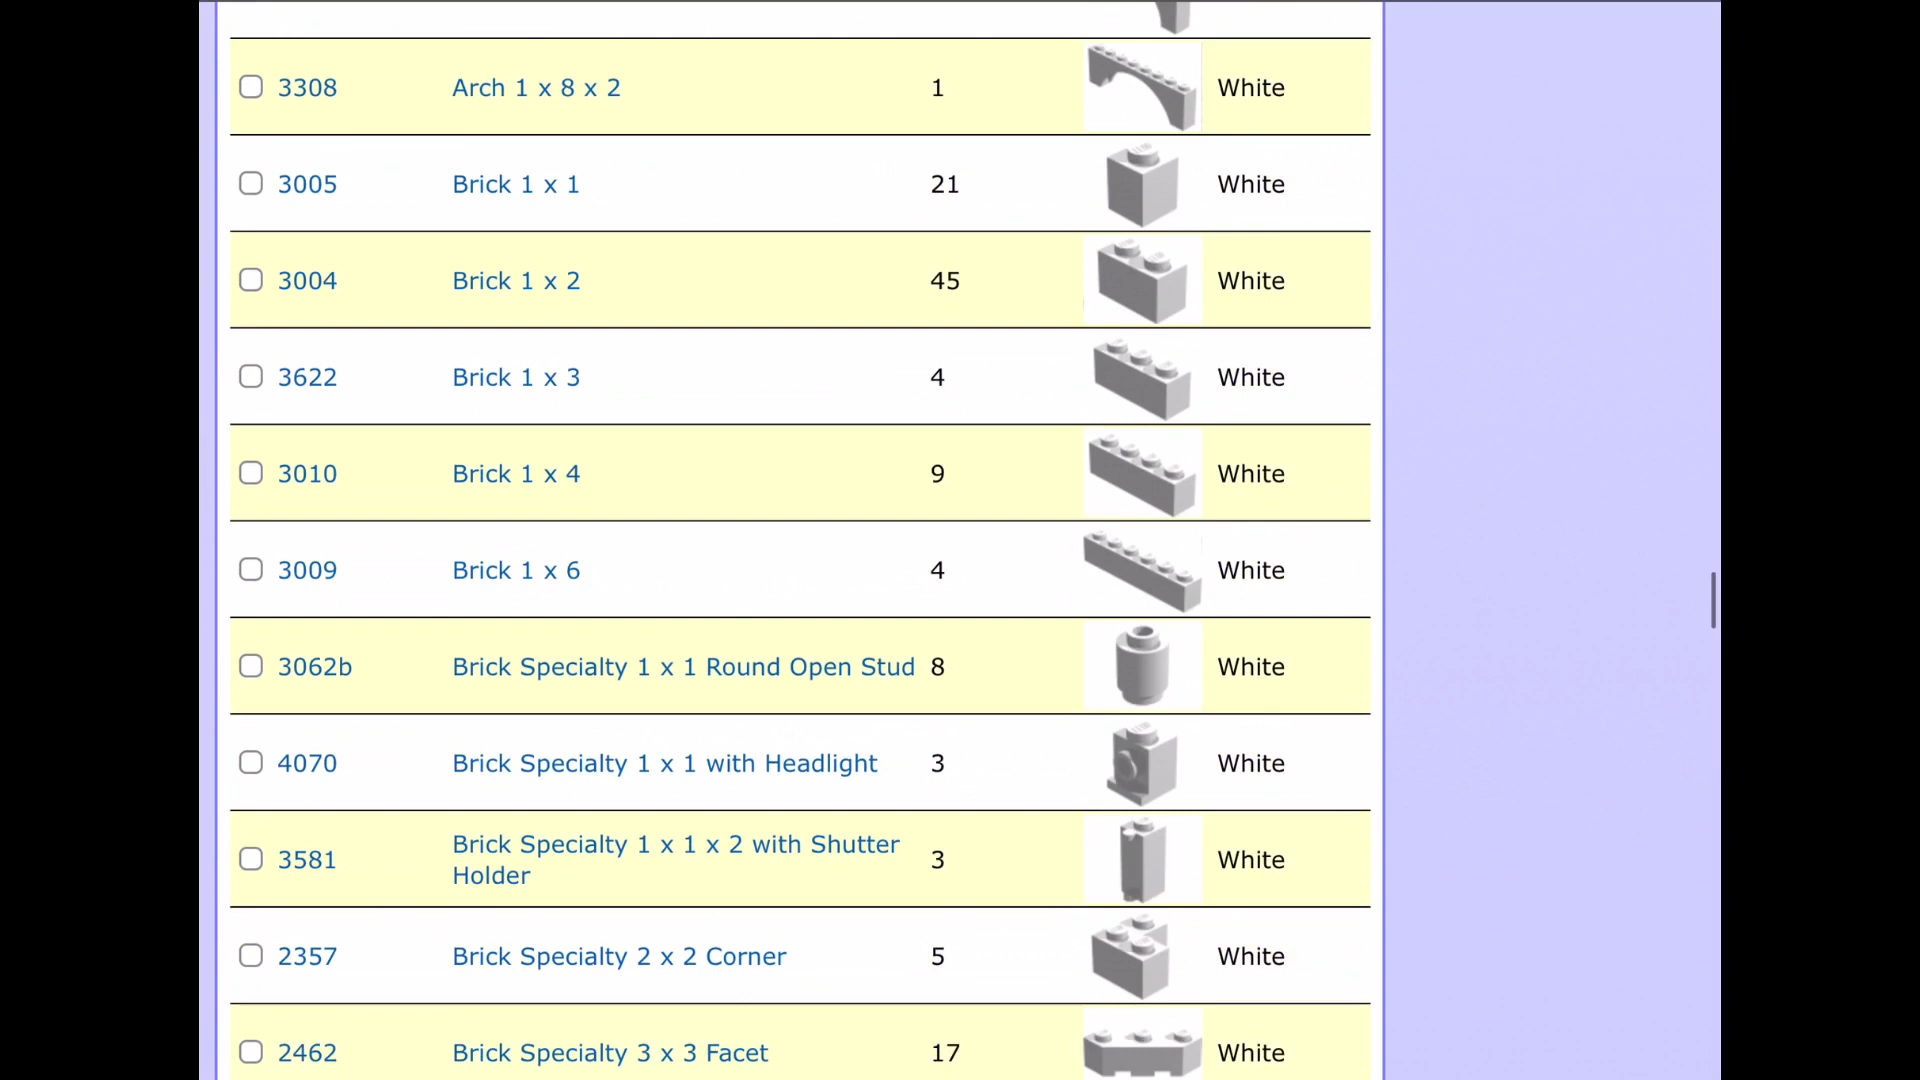 3308 Arch 1 x 8 x 2 1 White
3005 Brick 1 x 1 21 White
3004 Brick 1 x 2 45 White
3622 Brick 1 x 3 4 White
3010 Brick 1 x 4 9 White
3009 Brick 1 x 6 4 White
3062b Brick Specialty 1 x 1 Round Open Stud 8 White
4070 Brick Specialty 1 x 1 with Headlight 3 White
3581 Brick Specialty 1 x 1 x 2 with Shutter 3 White
Holder
2357 Brick Specialty 2 x 2 Corner 5 White
2462 Brick Specialty 3 x 3 Facet 17 White